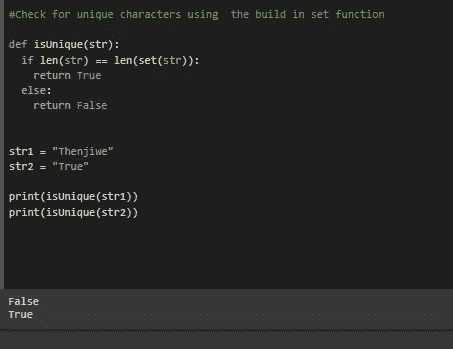 #Check for unique characters using  the build in set function
def isUnique(str):
  if len(str) == len(set(str)):
    return True
  else:
    return False
str1 = "Thenjiwe"
str2 = "True"
print(isUnique(str1))
print(isUnique(str2))
False
True